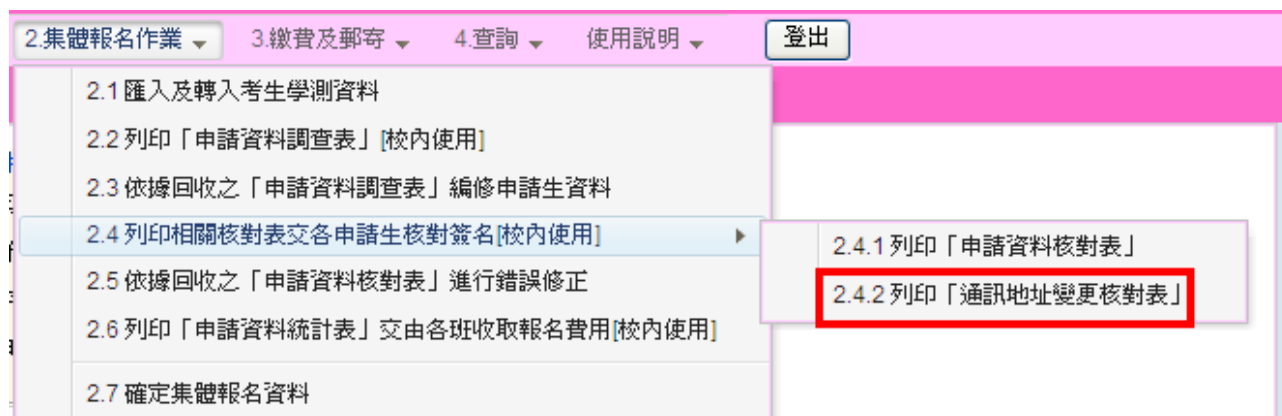 2.集體報名作業 3.繳費及郵寄 4.查詢 使用說明 登出
2.1 匯入及轉入考生學測資料
2.2 列印「申請資料調查表」[校內使用]
2.3 依據回收之「申請資料調查表」編修申請生資料
2.4 列印相關核對表交各申請生核對簽名[校內使用]
2.4.1 列印「申請資料核對表」
2.4.2 列印「通訊地址變更核對表」
2.5 依據回收之「申請資料核對表」進行錯誤修正
2.6 列印「申請資料統計表」交由各班收取報名費用[校內使用]
2.7 確定集體報名資料